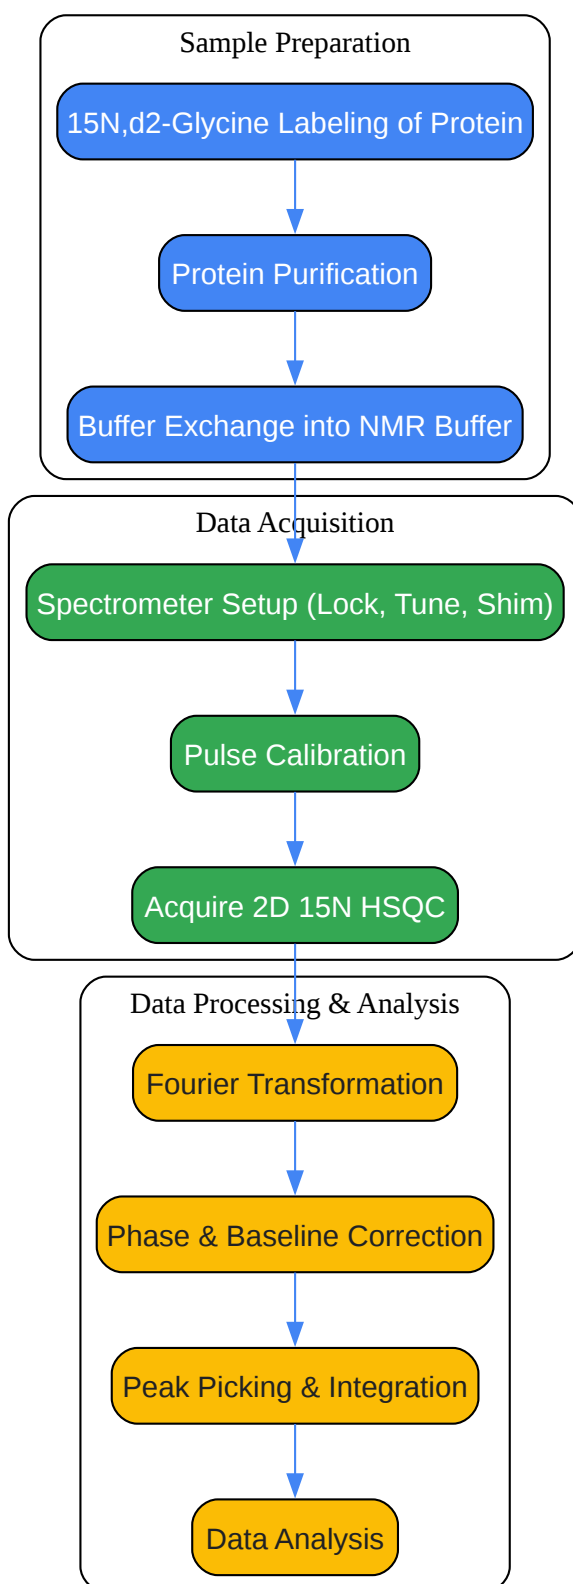 Sample Preparation
15N,d2-Glycine Labeling of Protein
Protein Purification
Buffer Exchange into NMR Buffer
Data Acquisition
Spectrometer Setup (Lock, Tune, Shim)
Pulse Calibration
Acquire 2D 15N HSQC
Data Processing & Analysis
Fourier Transformation
Phase & Baseline Correction
Peak Picking & Integration
Data Analysis